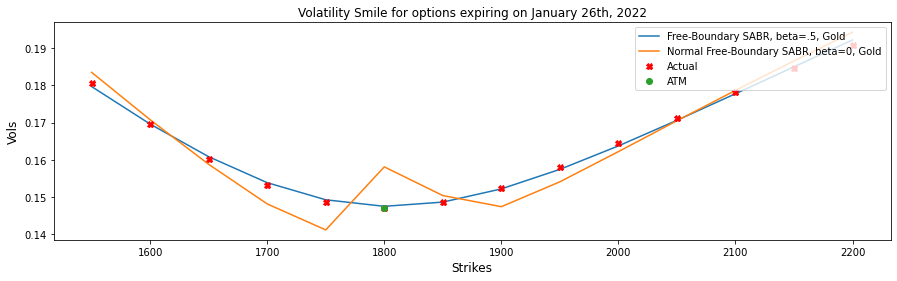 Volatility Smile for options expiring on January 26th, 2022
Free-Boundary SABR, beta=.5, Gold
Normal Free-Boundary SABR, beta=0, Gold
Actual
ATM
0.19
0.18
0.17
0.16
0.15
0.14
Vols
1600
1700
1800
1900
2000
2100
2200
Strikes